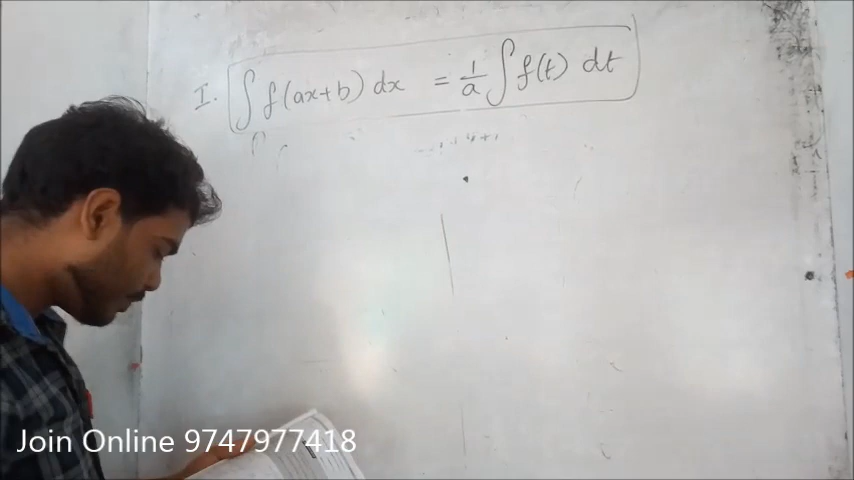 I. ∫ f(ax+b) dx = 1/a ∫ f(t) dt
Join Online 9747977418